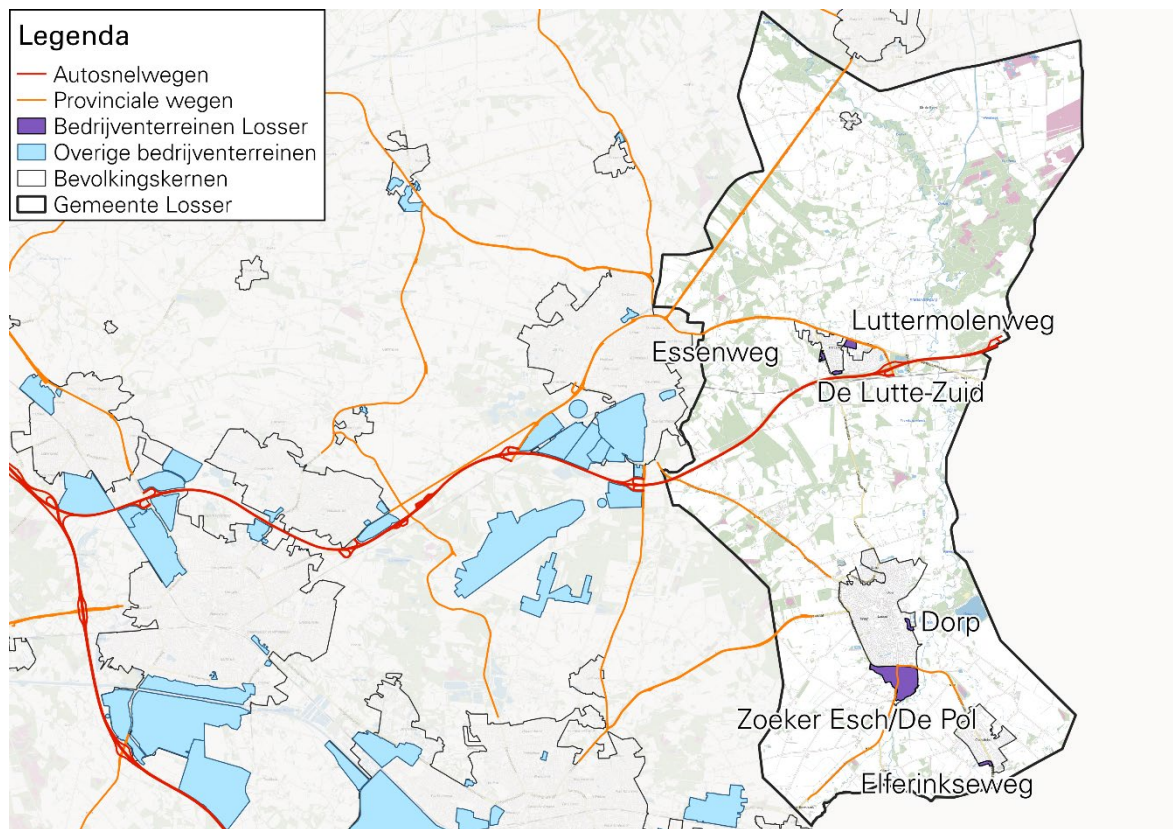 Legenda
Autosnelwegen
Provinciale wegen
Bedrijventerreinen Losser
Overige bedrijventerreinen
Bevolkingskernen
Gemeente Losser
Luttermolenweg
Essenweg
De Lutte-Zuid
Dorp
Zoeker Esch/De Pol
Elferinkseweg